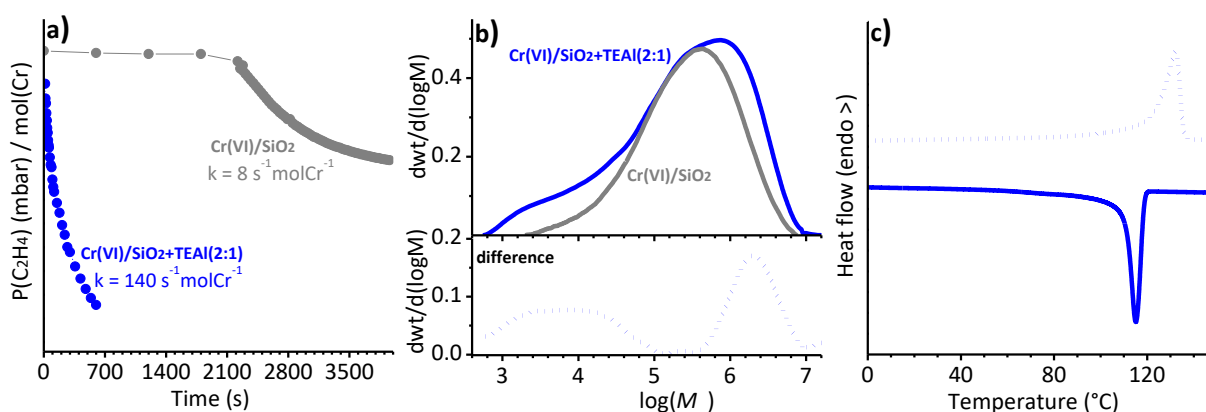 a)
P(C₂H₄) (mbar) / mol(Cr)
Cr(VI)/SiO₂
k = 8 s⁻¹molCr⁻¹
Cr(VI)/SiO₂+TEAl(2:1)
k = 140 s⁻¹molCr⁻¹
0 700 1400 2100 2800 3500
Time (s)
b)
Cr(VI)/SiO₂+TEAl(2:1)
dwt/d(logM)
0.4
0.2
Cr(VI)/SiO₂
0.2
difference
dwt/d(logM)
0.1
0.0
3 4 5 6 7
log(M )
c)
Heat flow (endo >)
0 40 80 120
Temperature (°C)